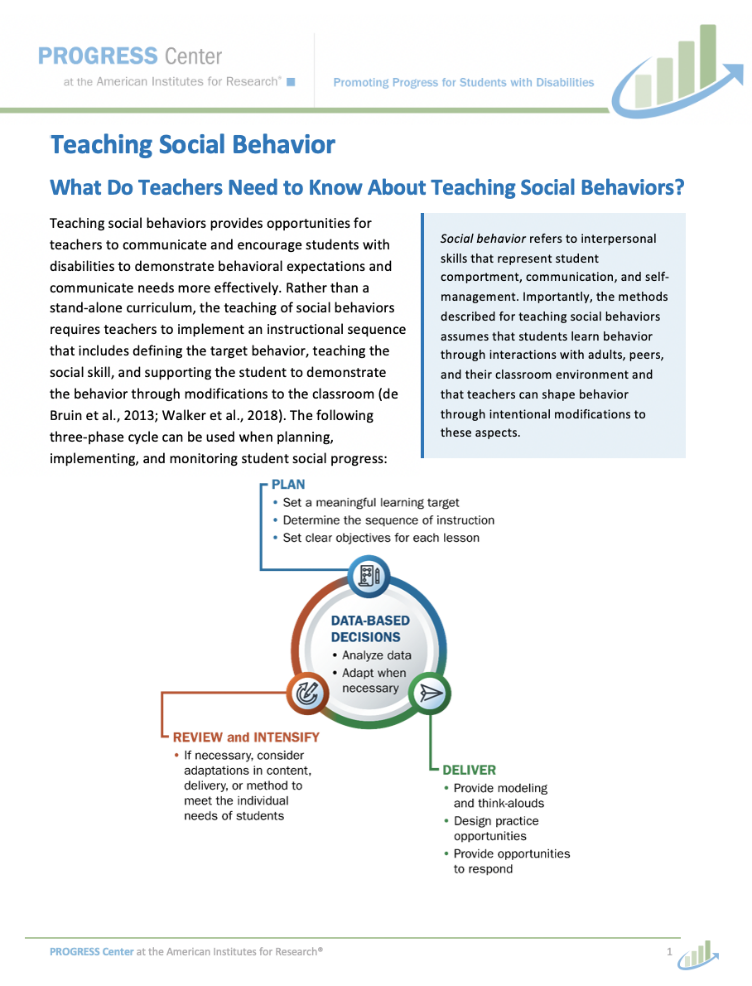 PROGRESS Center
at the American Institutes for Research®
Promoting Progress for Students with Disabilities
Teaching Social Behavior
What Do Teachers Need to Know About Teaching Social Behaviors?
Teaching social behaviors provides opportunities for
teachers to communicate and encourage students with
disabilities to demonstrate behavioral expectations and
communicate needs more effectively. Rather than a
stand-alone curriculum, the teaching of social behaviors
requires teachers to implement an instructional sequence
that includes defining the target behavior, teaching the
social skill, and supporting the student to demonstrate
the behavior through modifications to the classroom (de
Bruin et al., 2013; Walker et al., 2018). The following
three-phase cycle can be used when planning,
implementing, and monitoring student social progress:
Social behavior refers to interpersonal
skills that represent student
comportment, communication, and self-
management. Importantly, the methods
described for teaching social behaviors
assumes that students learn behavior
through interactions with adults, peers,
and their classroom environment and
that teachers can shape behavior
through intentional modifications to
these aspects.
PLAN
• Set a meaningful learning target
• Determine the sequence of instruction
• Set clear objectives for each lesson
DATA-BASED
DECISIONS
• Analyze data
• Adapt when
necessary
REVIEW and INTENSIFY
• If necessary, consider
adaptations in content,
delivery, or method to
meet the individual
needs of students
DELIVER
• Provide modeling
and think-alouds
• Design practice
opportunities
• Provide opportunities
to respond
PROGRESS Center at the American Institutes for Research®
1